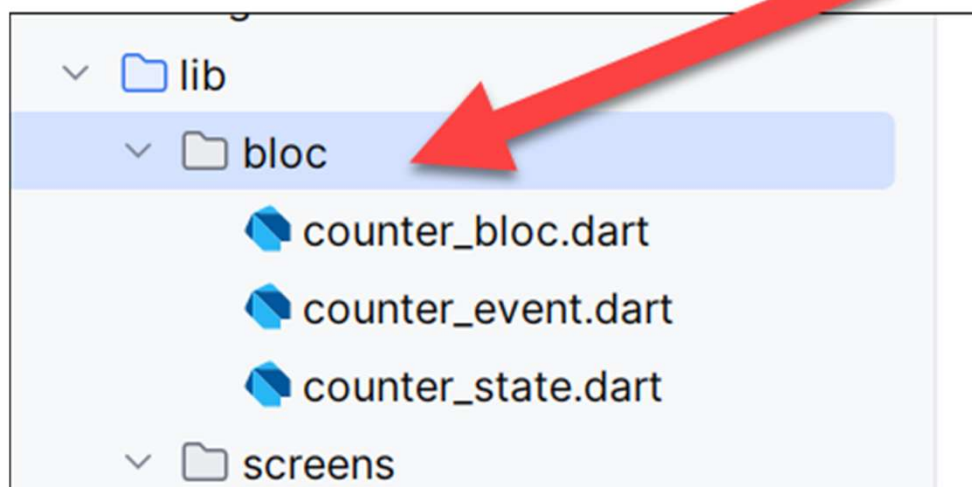 lib
bloc
counter_bloc.dart
counter_event.dart
counter_state.dart
screens